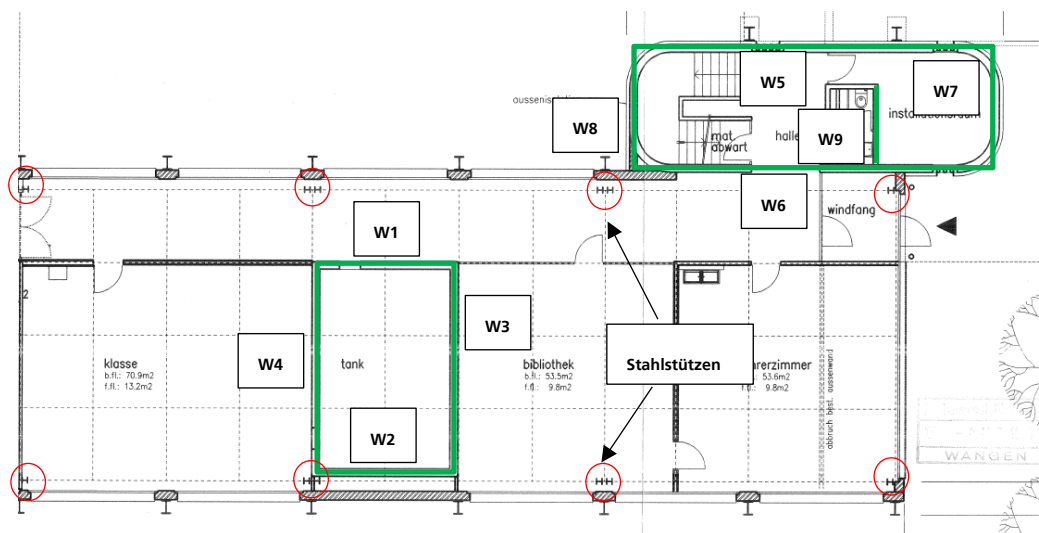 W5
W7
aussenis
installationsraum
W8
W9
mat
abwart
halle
W6
windfang
W1
W3
W4
klasse
b.fl.: 70.9m2
f.fl.: 13.2m2
tank
bibliothek
b.fl.: 53.5m2
f.fl.: 9.8m2
Stahlstützen
rerzimmer
53.6m2
9.8m2
abbruch best. aussenwand
2
W2
WANGEN